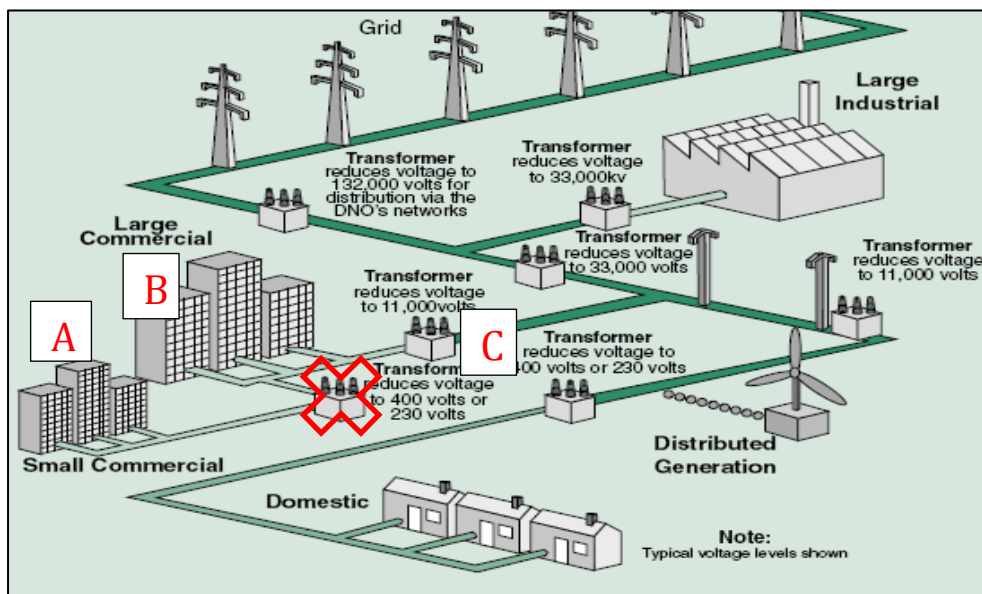 Grid
Large
Industrial
Transformer
reduces voltage to
132,000 volts for
distribution via the
DNO's networks
Transformer
reduces voltage
to 33,000kv
Large
Commercial
Transformer
reduces voltage
to 33,000 volts
Transformer
reduces voltage
to 11,000 volts
B
Transformer
reduces voltage
to 11,000volts
A
C
Transformer
reduces voltage to
400 volts or 230 volts
reduces voltage
to 400 volts or
230 volts
Small Commercial
Distributed
Generation
Domestic
Note:
Typical voltage levels shown